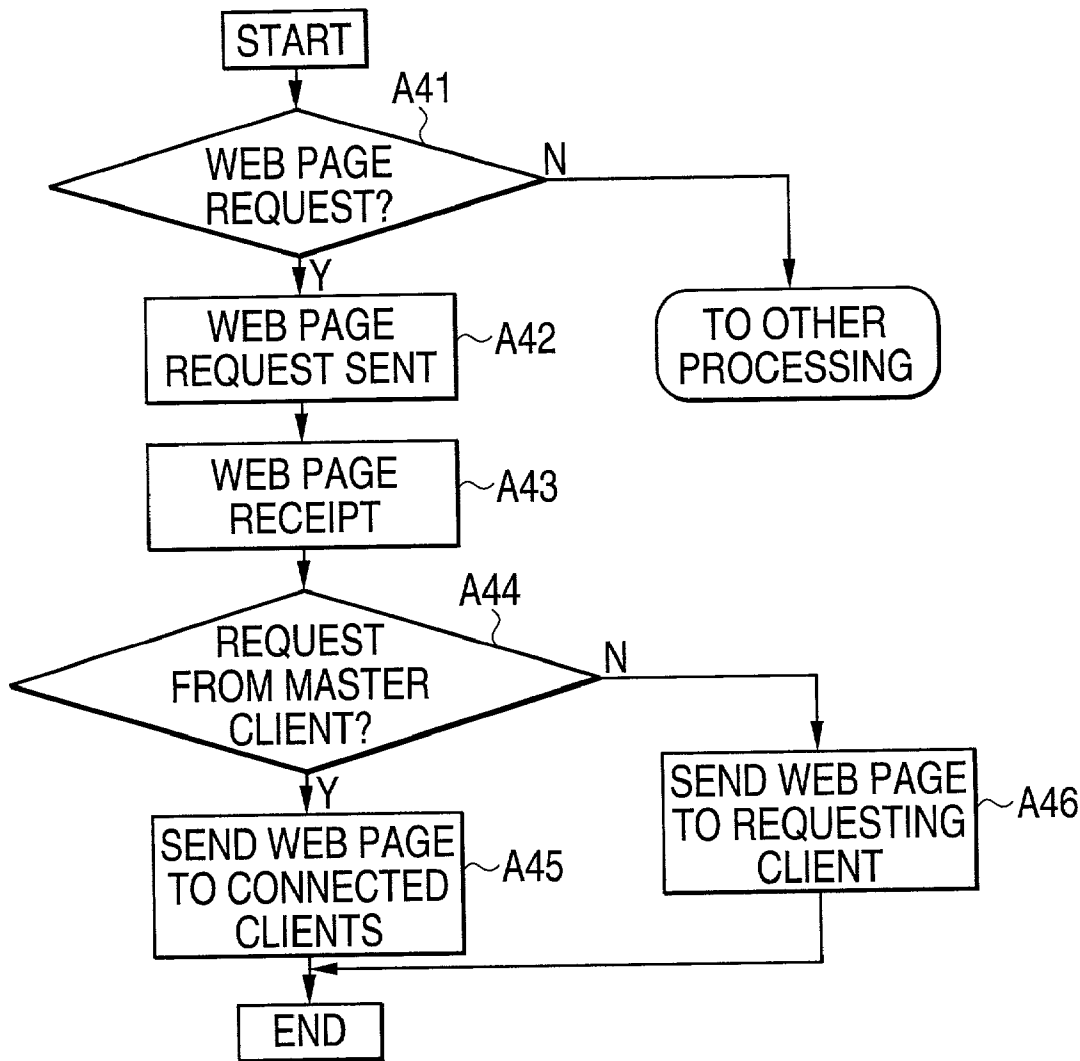 START
A41
WEB PAGE
REQUEST?
N
Y
WEB PAGE
REQUEST SENT
A42
TO OTHER
PROCESSING
WEB PAGE
RECEIPT
A43
A44
REQUEST
FROM MASTER
CLIENT?
N
Y
SEND WEB PAGE
TO CONNECTED
CLIENTS
A45
SEND WEB PAGE
TO REQUESTING
CLIENT
A46
END